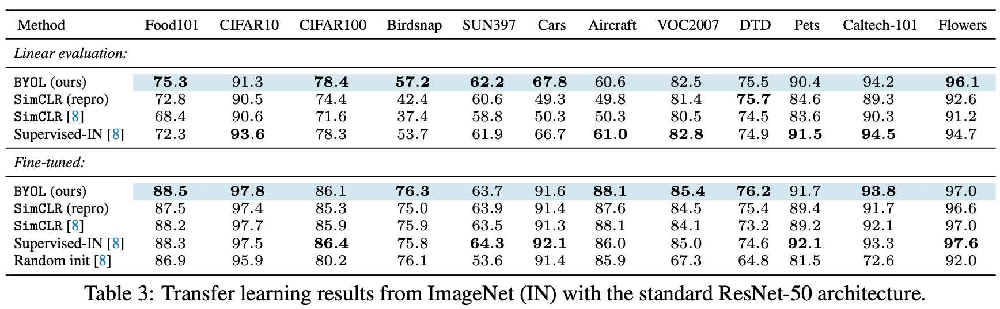 Method Food101 CIFAR10 CIFAR100 Birdsnap SUN397 Cars Aircraft VOC2007 DTD Pets Caltech-101 Flowers
Linear evaluation:
BYOL (ours) 75.3 91.3 78.4 57.2 62.2 67.8 60.6 82.5 75.5 90.4 94.2 96.1
SimCLR (repro) 72.8 90.5 74.4 42.4 60.6 49.3 49.8 81.4 75.7 84.6 89.3 92.6
SimCLR [8] 68.4 90.6 71.6 37.4 58.8 50.3 50.3 80.5 74.5 83.6 90.3 91.2
Supervised-IN [8] 72.3 93.6 78.3 53.7 61.9 66.7 61.0 82.8 74.9 91.5 94.5 94.7
Fine-tuned:
BYOL (ours) 88.5 97.8 86.1 76.3 63.7 91.6 88.1 85.4 76.2 91.7 93.8 97.0
SimCLR (repro) 87.5 97.4 85.3 75.0 63.9 91.4 87.6 84.5 75.4 89.4 91.7 96.6
SimCLR [8] 88.2 97.7 85.9 75.9 63.5 91.3 88.1 84.1 73.2 89.2 92.1 97.0
Supervised-IN [8] 88.3 97.5 86.4 75.8 64.3 92.1 86.0 85.0 74.6 92.1 93.3 97.6
Random init [8] 86.9 95.9 80.2 76.1 53.6 91.4 85.9 67.3 64.8 81.5 72.6 92.0
Table 3: Transfer learning results from ImageNet (IN) with the standard ResNet-50 architecture.